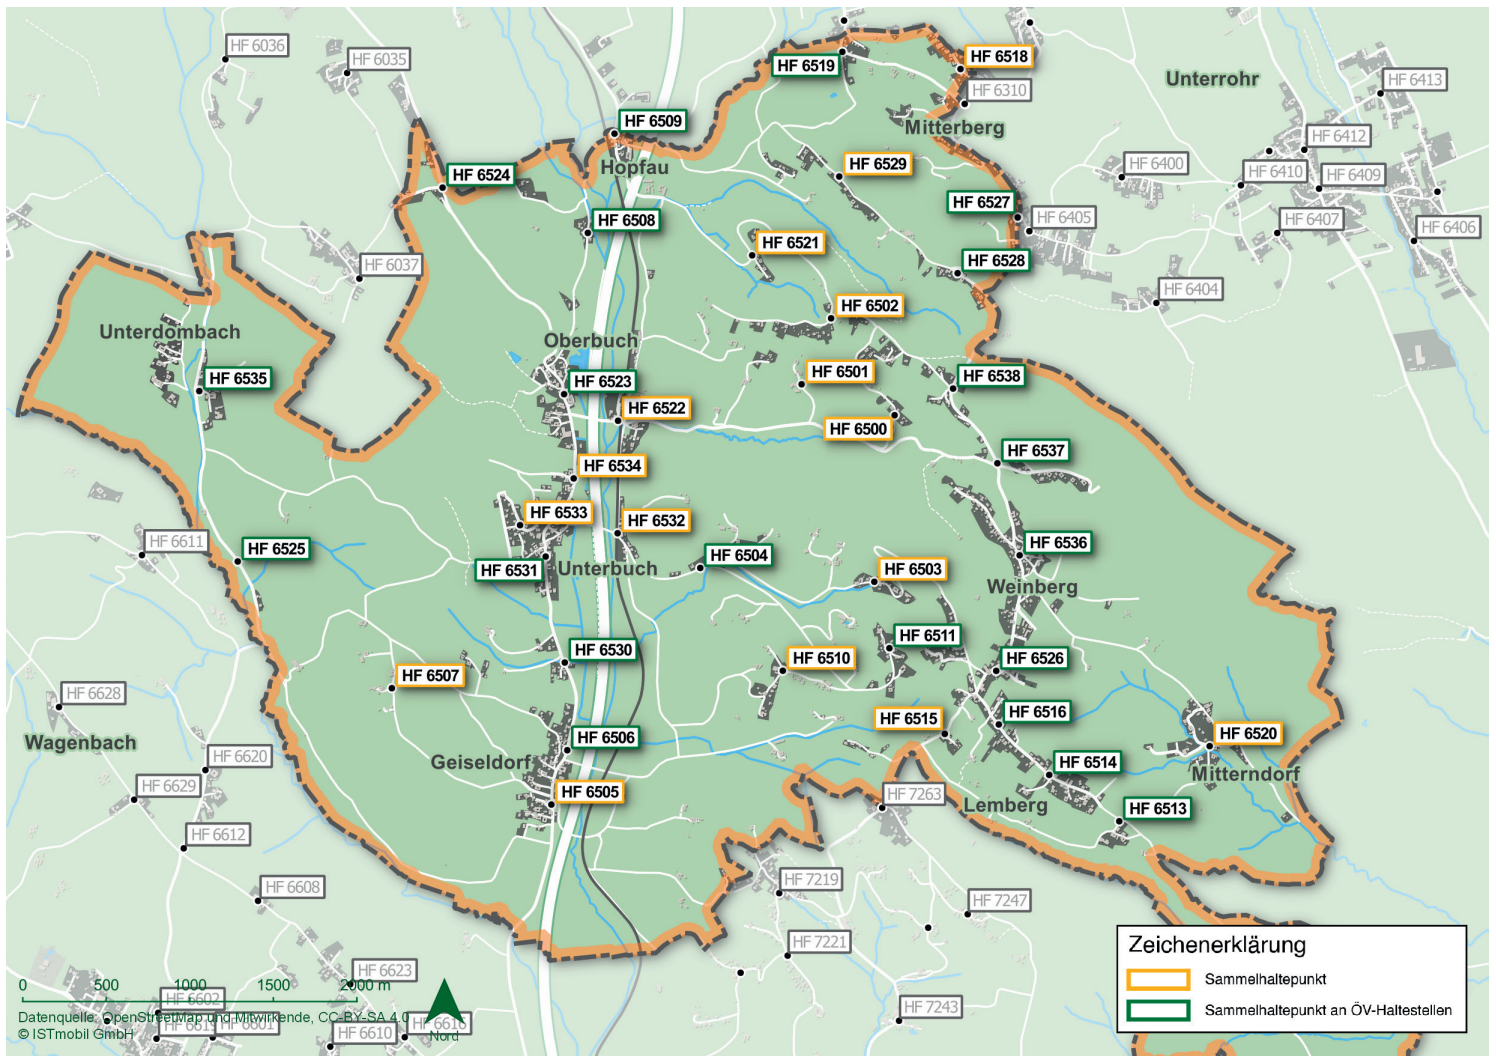 HF 6036
HF 6035
HF 6519
HF 6518
HF 6310
Unterrohr
HF 6413
HF 6509
Mitterberg
HF 6412
Hopfau
HF 6524
HF 6529
HF 6400
HF 6410
HF 6409
HF 6527
HF 6405
HF 6407
HF 6406
HF 6508
HF 6521
HF 6528
HF 6037
HF 6404
HF 6502
Unterdombach
Oberbuch
HF 6535
HF 6523
HF 6501
HF 6538
HF 6522
HF 6500
HF 6537
HF 6534
HF 6533
HF 6532
HF 6611
HF 6525
HF 6504
HF 6536
HF 6531
Unterbuch
HF 6503
Weinberg
HF 6511
HF 6530
HF 6510
HF 6526
HF 6507
HF 6628
HF 6515
HF 6516
HF 6520
Wagenbach
HF 6506
HF 6620
Geiseldorf
HF 6514
Mitterndorf
HF 6629
HF 6505
HF 7263
Lemberg
HF 6513
HF 6612
HF 6608
HF 7219
HF 7247
HF 7221
HF 6623
HF 7243
HF 6602
HF 6619
HF 6601
HF 6610
HF 6616
0 500 1000 1500 2000 m
Datenquelle: OpenStreetMap und Mitwirkende, CC-BY-SA 4.0
© ISTmobil GmbH
Nord
Zeichenerklärung
Sammelhaltepunkt
Sammelhaltepunkt an ÖV-Haltestellen